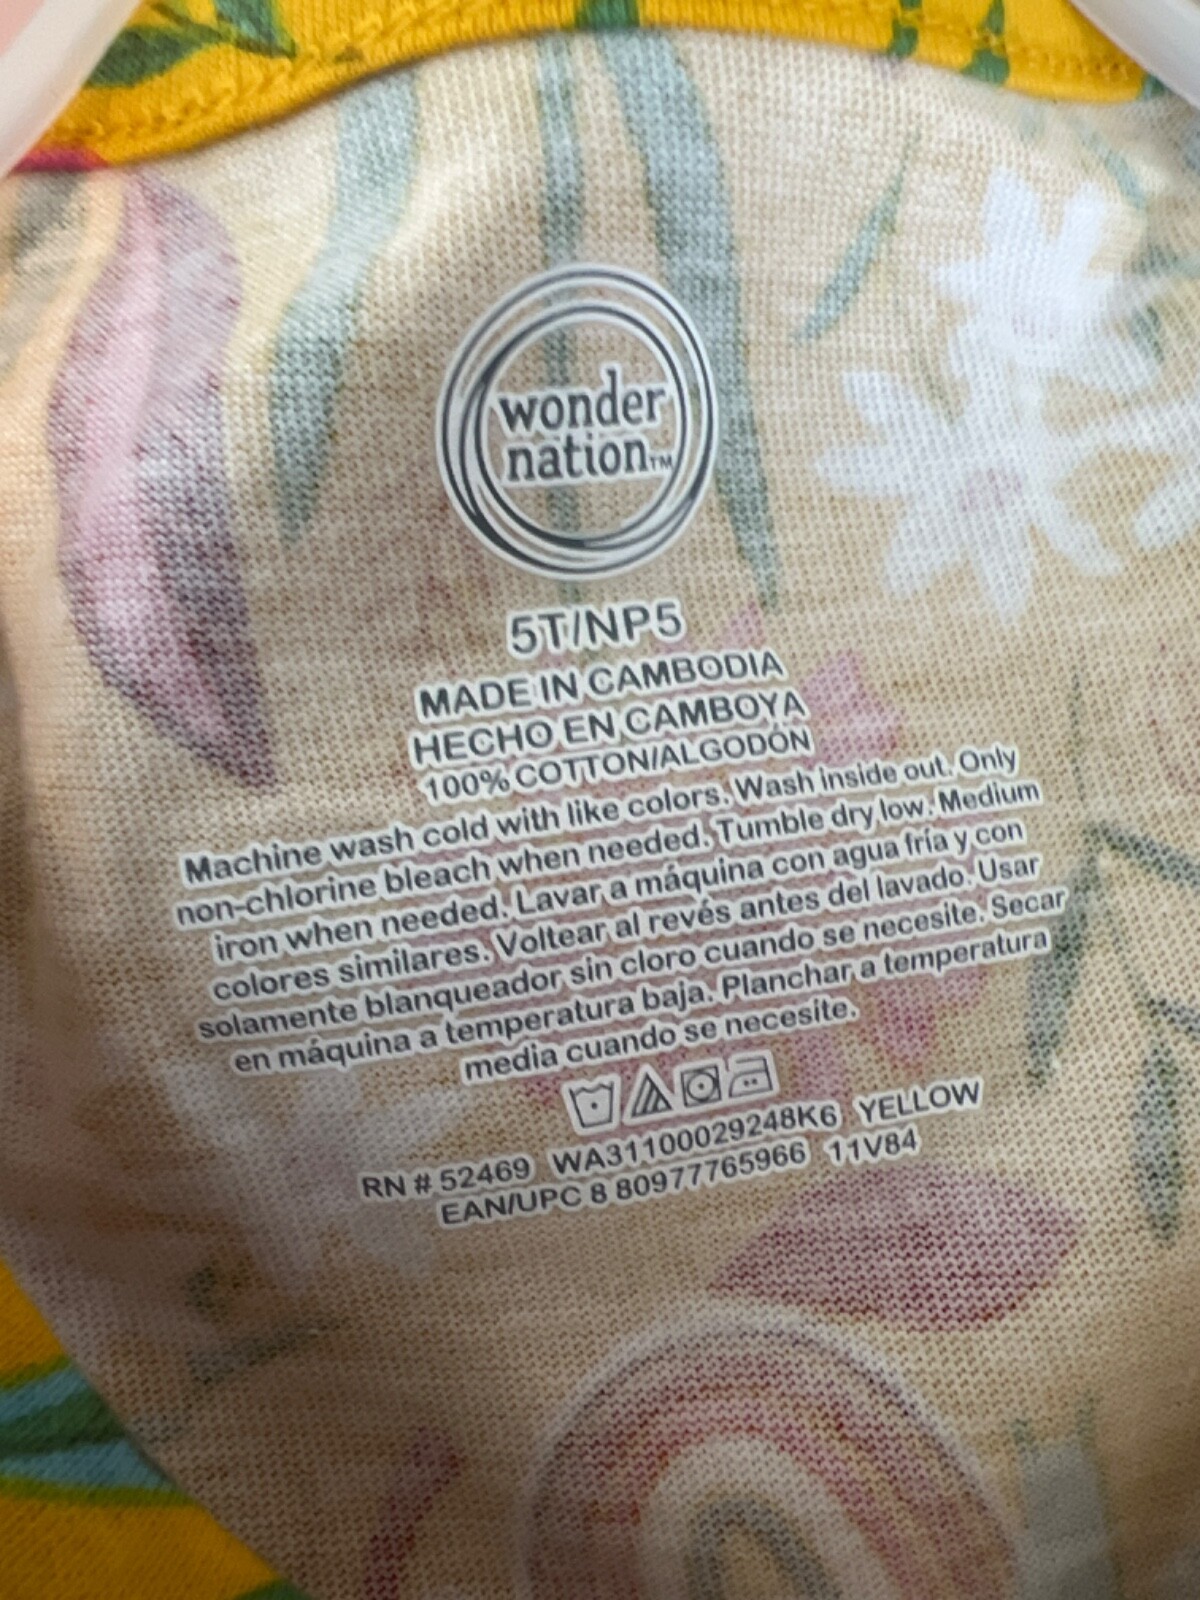 wonder
nation™
5T/NP5
MADE IN CAMBODIA
HECHO EN CAMBOYA
100% COTTON/ALGODÓN
Machine wash cold with like colors. Wash inside out. Only
non-chlorine bleach when needed. Tumble dry low. Medium
iron when needed. Lavar a máquina con agua fría y con
colores similares. Voltear al revés antes del lavado. Usar
solamente blanqueador sin cloro cuando se necesite. Secar
en máquina a temperatura baja. Planchar a temperatura
media cuando se necesite.
RN # 52469 WA31100029248K6 YELLOW
EAN/UPC 8 80977765966 11V84